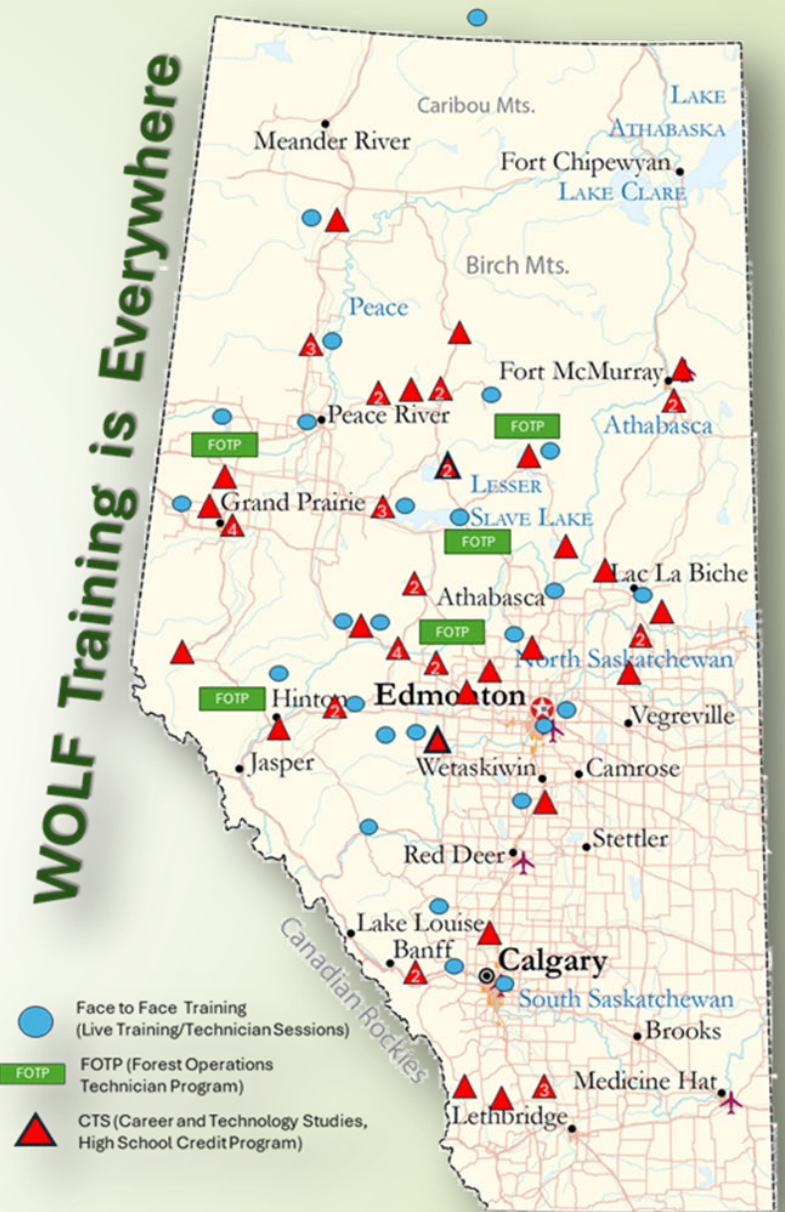 WOLF Training is Everywhere
Caribou Mts.
LAKE
ATHABASKA
Meander River
Fort Chipewyan
LAKE CLARE
Birch Mts.
Peace
3
Fort McMurray
2
2
2
Peace River
Athabasca
FOTP
FOTP
2
LESSER
Grand Prairie
3
SLAVE LAKE
4
FOTP
Lac La Biche
2
Athabasca
FOTP
2
4
2
North Saskatchewan
FOTP
Hinton
2
Edmonton
Vegreville
Jasper
Wetaskiwin
Camrose
Stettler
Red Deer
Lake Louise
Banff
2
Calgary
Canadian Rockies
South Saskatchewan
Brooks
3
Medicine Hat
Lethbridge
Face to Face Training
(Live Training/Technician Sessions)
FOTP
FOTP (Forest Operations
Technician Program)
CTS (Career and Technology Studies,
High School Credit Program)